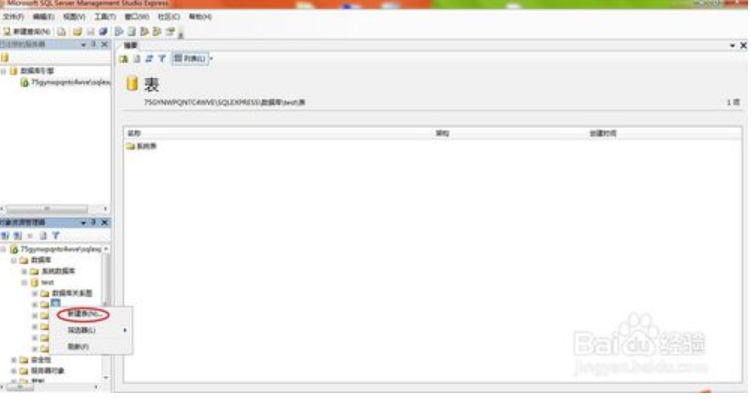 Microsoft SQL Server Management Studio Express
文件(F) 编辑(E) 视图(V) 工具(T) 窗口(W) 社区(C) 帮助(H)
新建查询(N)
已注册的服务器
摘要
列表(L)
数据库引擎
75gynwpqntc4wve\sqlex
表
75GYNWPQNTC4WVE\SQLEXPRESS\数据库\test\表
1 项
名称 架构 创建时间
系统表
对象资源管理器
75gynwpqntc4wve\sqlex
数据库
系统数据库
test
数据库关系图
表
新建表(N)...
筛选器(L)
刷新(F)
安全性
服务器对象
Baidu 经验
jingyan.baidu.com